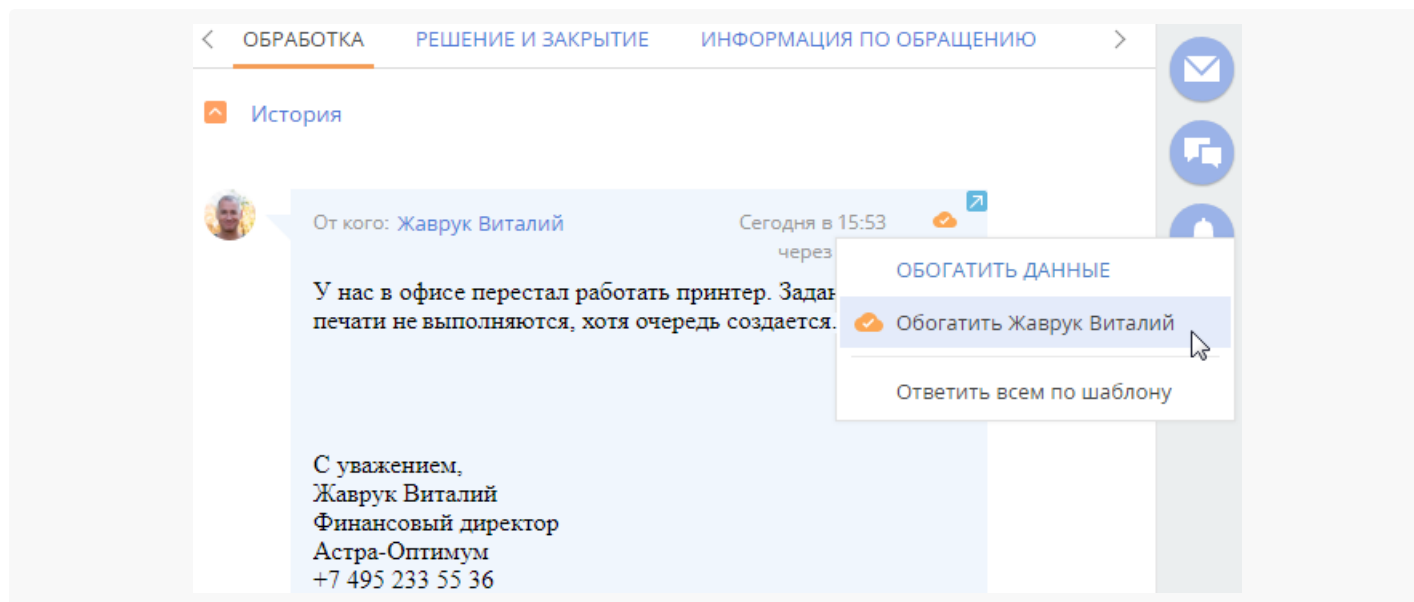 ОБРАБОТКА РЕШЕНИЕ И ЗАКРЫТИЕ ИНФОРМАЦИЯ ПО ОБРАЩЕНИЮ
История
От кого: Жаврук Виталий Сегодня в 15:53
через
ОБОГАТИТЬ ДАННЫЕ
У нас в офисе перестал работать принтер.
печати не выполняются, хотя очередь создается.
Обогатить Жаврук Виталий
Ответить всем по шаблону
С уважением,
Жаврук Виталий
Финансовый директор
Астра-Оптимум
+7 495 233 55 36